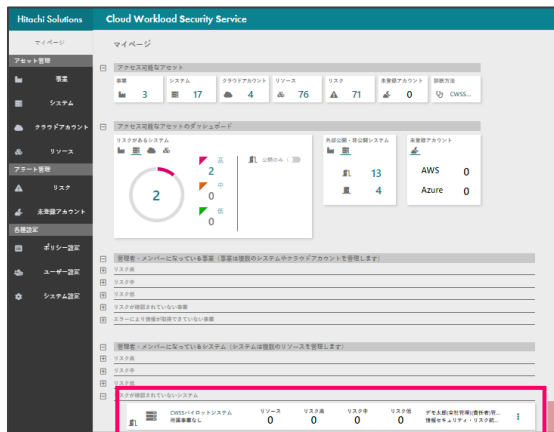 Hitachi Solutions
Cloud Workload Security Service
マイページ
マイページ
アセット管理
事業
システム
クラウドアカウント
リソース
アラート管理
リスク
未登録アカウント
各種設定
ポリシー設定
ユーザー設定
システム設定
アクセス可能なアセット
事業 システム クラウドアカウント リソース リスク 未登録アカウント 診断方法
3 17 4 76 71 0 CWSS...
アクセス可能なアセットのダッシュボード
リスクがあるシステム
2
高
2
中
0
低
0
公開のみ
外部公開・非公開システム
13
4
未登録アカウント
AWS 0
Azure 0
管理者・メンバーになっている事業(事業は複数のシステムやクラウドアカウントを管理します)
リスク高
リスク中
リスク低
リスクが確認されていない事業
エラーにより情報が取得できていない事業
管理者・メンバーになっているシステム(システムは複数のリソースを管理します)
リスク高
リスク中
リスク低
リスクが確認されていないシステム
CWSSパイロットシステム
所属事業なし
リソース リスク高 リスク中 リスク低
0 0 0 0
デモ太郎(全社管理)(責任者)/管...
情報セキュリティ・リスク統...